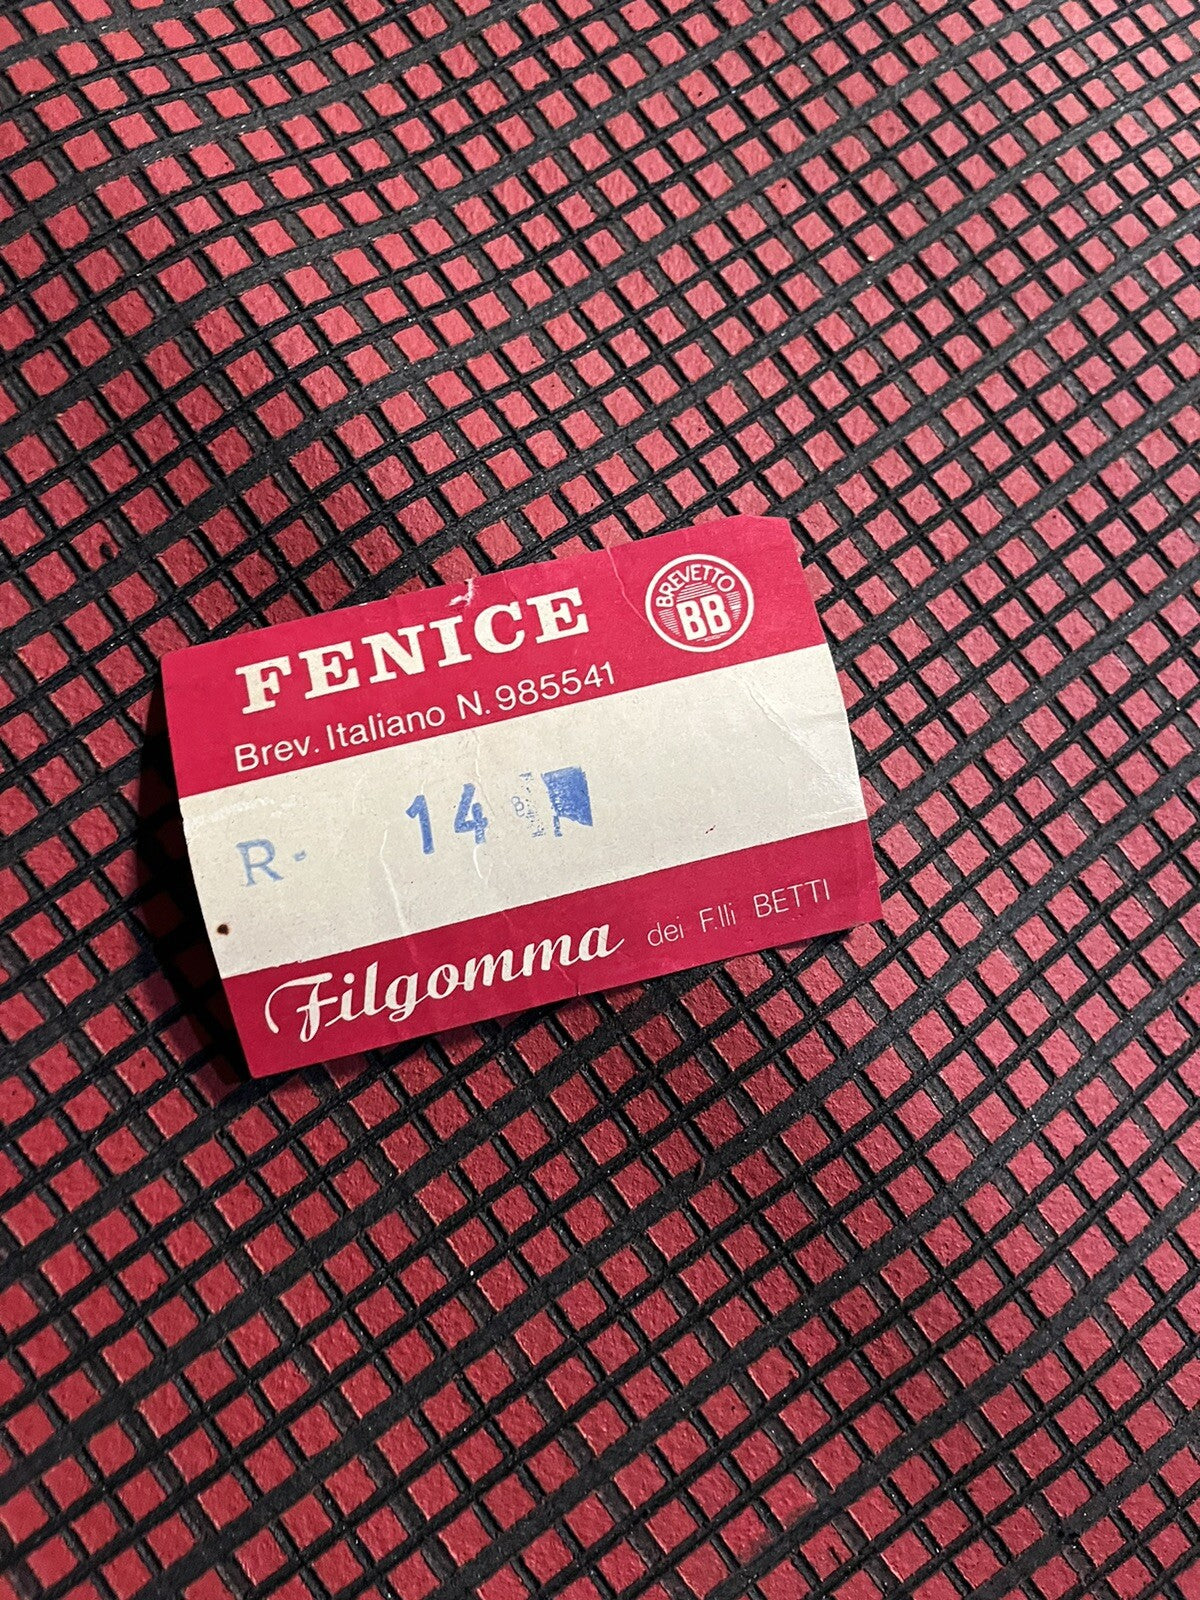 FENICE
BREVETTO
BB
Brev. Italiano N. 985541
R- 14
Filgomma dei F.lli BETTI